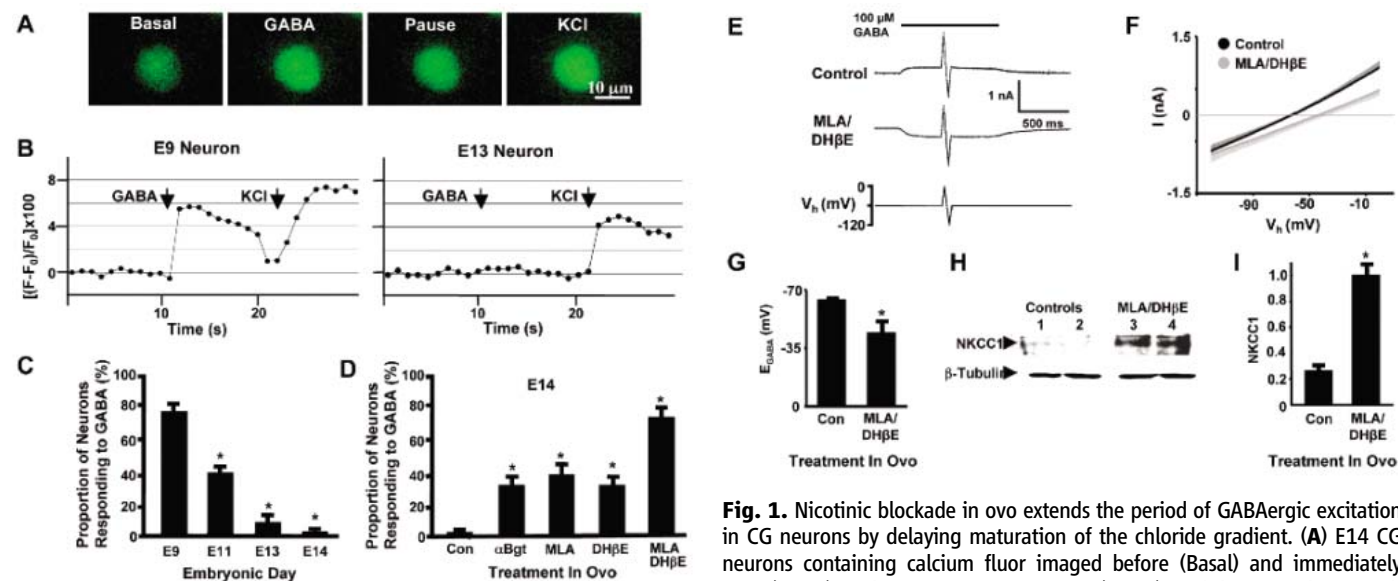 A
Basal
GABA
Pause
KCl
10 µm
B
E9 Neuron
E13 Neuron
[(F-F0)/F0]x100
8
4
0
GABA
KCl
GABA
KCl
10
20
10
20
Time (s)
Time (s)
C
Proportion of Neurons
Responding to GABA (%)
100
80
60
40
20
0
*
*
*
E9
E11
E13
E14
Embryonic Day
D
Proportion of Neurons
Responding to GABA (%)
E14
100
80
60
40
20
0
*
*
*
*
Con
αBgt
MLA
DHβE
MLA
DHβE
Treatment In Ovo
E
100 µM
GABA
Control
1 nA
500 ms
MLA/
DHβE
Vh (mV)
0
-120
F
Control
MLA/DHβE
I (nA)
1.5
0
-1.5
-90
-50
-10
Vh (mV)
G
EGABA (mV)
-70
-35
0
*
Con
MLA/
DHβE
Treatment In Ovo
H
Controls
MLA/DHβE
1
2
3
4
NKCC1
β-Tubulin
I
NKCC1
1.0
0.8
0.6
0.4
0.2
0
*
Con
MLA/
DHβE
Treatment In Ovo
Fig. 1. Nicotinic blockade in ovo extends the period of GABAergic excitation
in CG neurons by delaying maturation of the chloride gradient. (A) E14 CG
neurons containing calcium fluor imaged before (Basal) and immediately